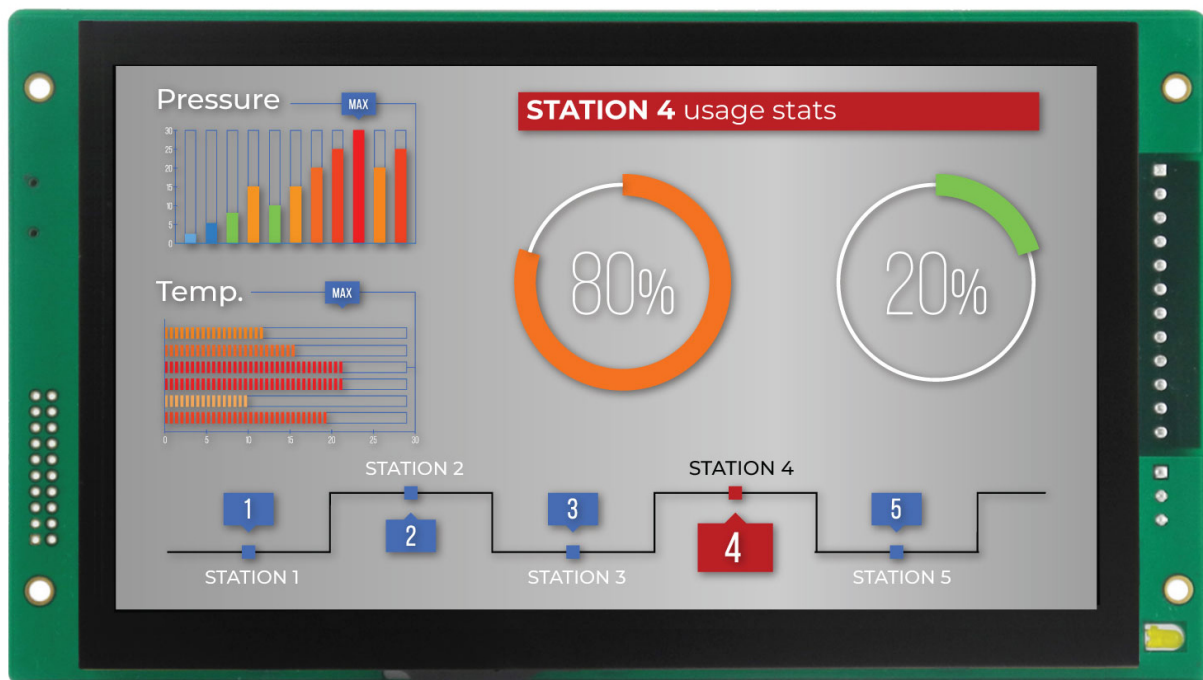 Pressure
MAX
30
25
20
15
10
5
0
STATION 4 usage stats
80%
20%
Temp.
MAX
0 5 10 15 20 25 30
STATION 2
STATION 4
1
3
5
2
4
STATION 1
STATION 3
STATION 5